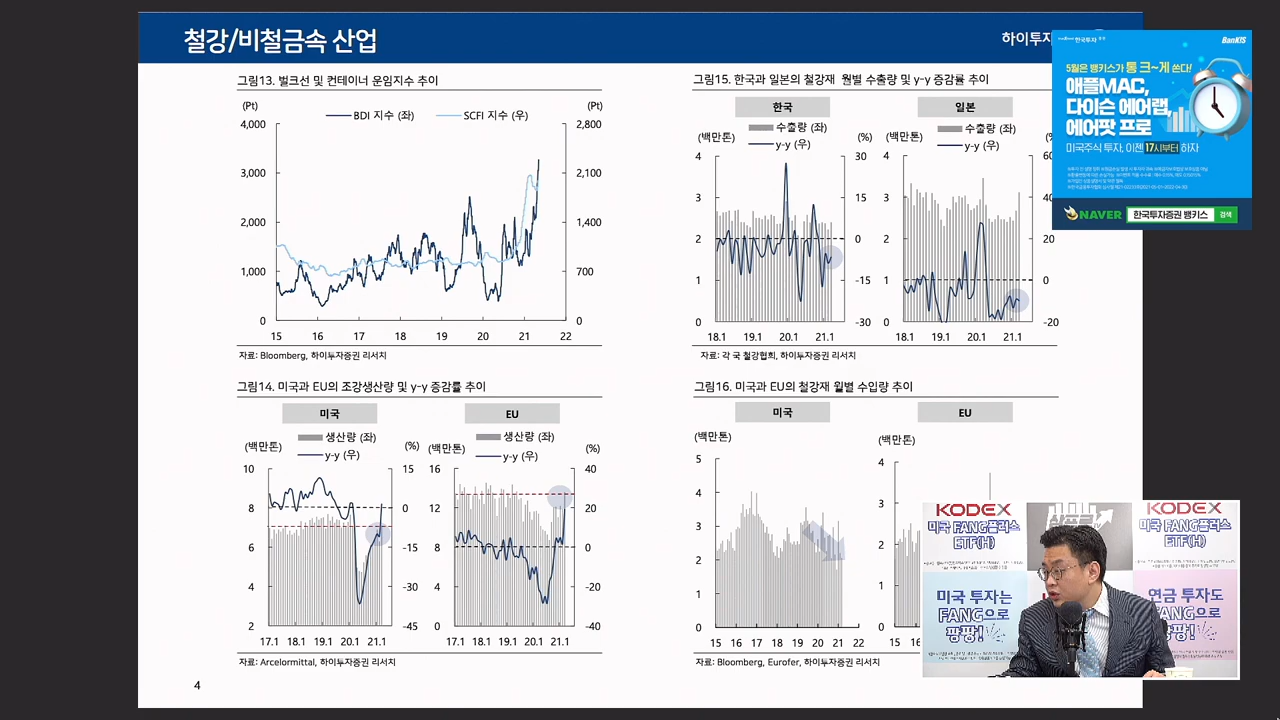 철강/비철금속 산업
하이투자
그림13. 벌크선 및 컨테이너 운임지수 추이
(Pt)
(Pt)
BDI 지수 (좌)
SCFI 지수 (우)
4,000
3,000
2,000
1,000
0
2,800
2,100
1,400
700
0
15 16 17 18 19 20 21 22
자료: Bloomberg, 하이투자증권 리서치
그림15. 한국과 일본의 철강재 월별 수출량 및 y-y 증감률 추이
한국
(백만톤)
수출량 (좌)
y-y (우)
(%)
4
3
2
1
0
30
15
0
-15
-30
18.1 19.1 20.1 21.1
일본
(백만톤)
수출량 (좌)
y-y (우)
4
3
2
1
0
60
20
0
-20
18.1 19.1 20.1 21.1
자료: 각 국 철강협회, 하이투자증권 리서치
그림14. 미국과 EU의 조강생산량 및 y-y 증감률 추이
미국
(백만톤)
생산량 (좌)
y-y (우)
(%)
10
8
6
4
2
15
0
-15
-30
-45
17.1 18.1 19.1 20.1 21.1
EU
(백만톤)
생산량 (좌)
y-y (우)
(%)
16
12
8
4
0
40
20
0
-20
-40
17.1 18.1 19.1 20.1 21.1
자료: Arcelormittal, 하이투자증권 리서치
그림16. 미국과 EU의 철강재 월별 수입량 추이
미국
(백만톤)
5
4
3
2
1
0
15 16 17 18 19 20 21 22
EU
(백만톤)
4
3
2
1
0
15 16
자료: Bloomberg, Eurofer, 하이투자증권 리서치
4
한국투자
BanKIS
5월은 뱅키스가 통 크~게 쏜다!
애플MAC,
다이슨 에어랩,
에어팟 프로
미국주식 투자, 이젠 17시부터 하자
NAVER 한국투자증권 뱅키스 검색
KODEX
미국 FANG플러스
ETF(H)
KODEX
미국 FANG플러스
ETF(H)
미국 투자는
FANG으로
팡팡!
연금 투자도
FANG으로
팡팡!